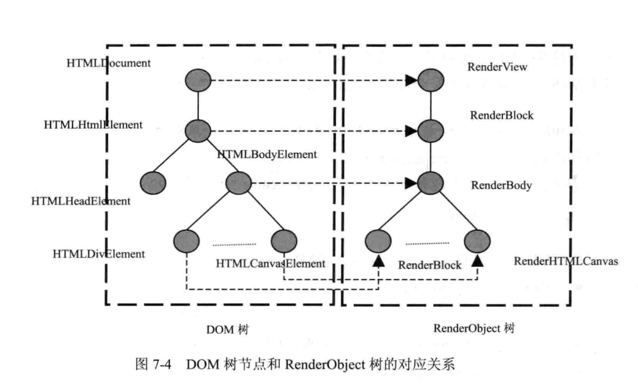 HTMLDocument
RenderView
HTMLHtmlElement
RenderBlock
HTMLBodyElement
RenderBody
HTMLHeadElement
HTMLDivElement
HTMLCanvasElement
RenderBlock
RenderHTMLCanvas
DOM 树
RenderObject 树
图 7-4 DOM 树节点和 RenderObject 树的对应关系